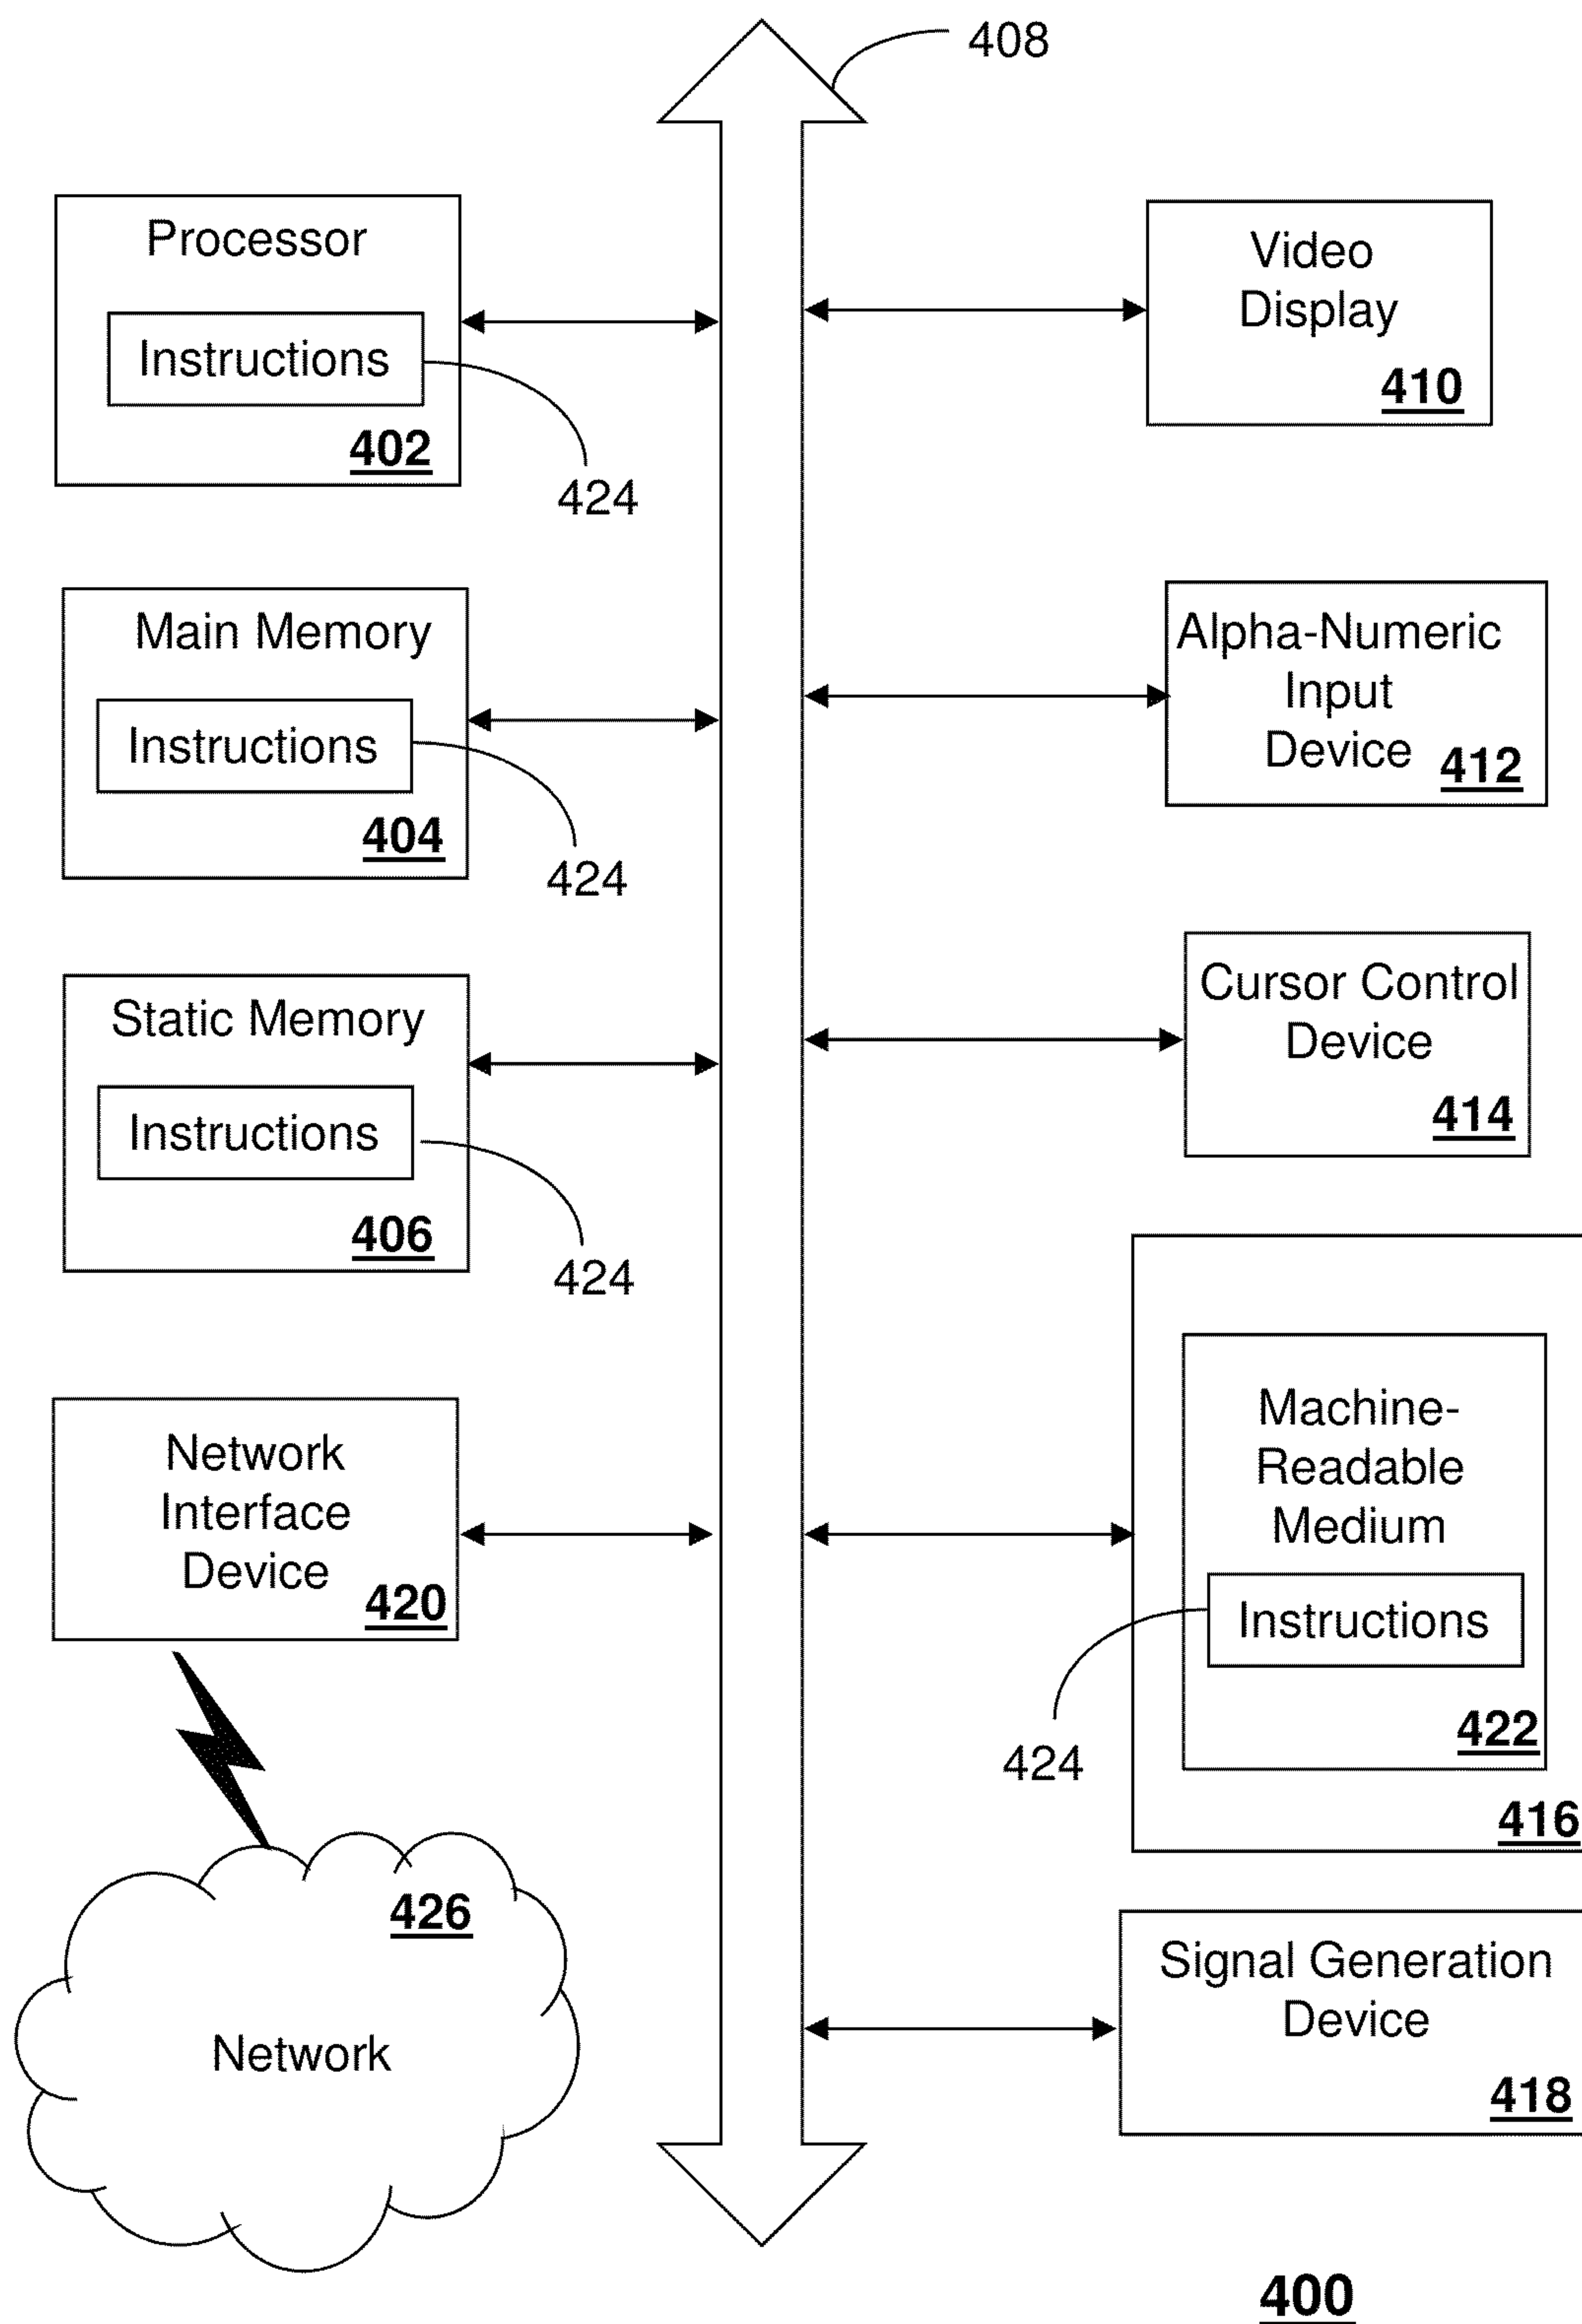 408
Processor
Instructions
402
424
Main Memory
Instructions
404
424
Static Memory
Instructions
406
424
Network
Interface
Device
420
426
Network
Video
Display
410
Alpha-Numeric
Input
Device
412
Cursor Control
Device
414
Machine-
Readable
Medium
Instructions
424
422
416
Signal Generation
Device
418
400